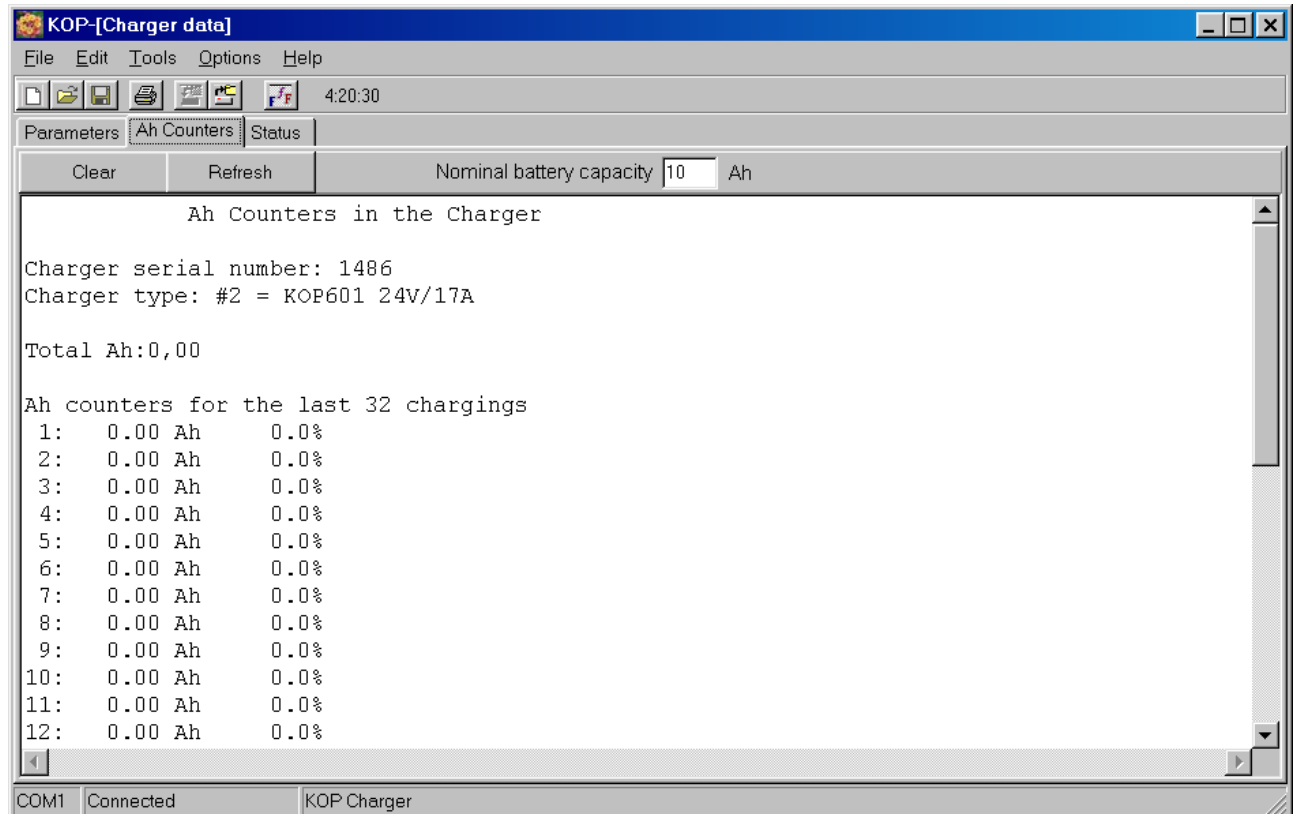 KOP-[Charger data]
File Edit Tools Options Help
4:20:30
Parameters Ah Counters Status
Clear Refresh Nominal battery capacity 10 Ah
Ah Counters in the Charger
Charger serial number: 1486
Charger type: #2 = KOP601 24V/17A
Total Ah:0,00
Ah counters for the last 32 chargings
1: 0.00 Ah 0.0%
2: 0.00 Ah 0.0%
3: 0.00 Ah 0.0%
4: 0.00 Ah 0.0%
5: 0.00 Ah 0.0%
6: 0.00 Ah 0.0%
7: 0.00 Ah 0.0%
8: 0.00 Ah 0.0%
9: 0.00 Ah 0.0%
10: 0.00 Ah 0.0%
11: 0.00 Ah 0.0%
12: 0.00 Ah 0.0%
COM1 Connected KOP Charger